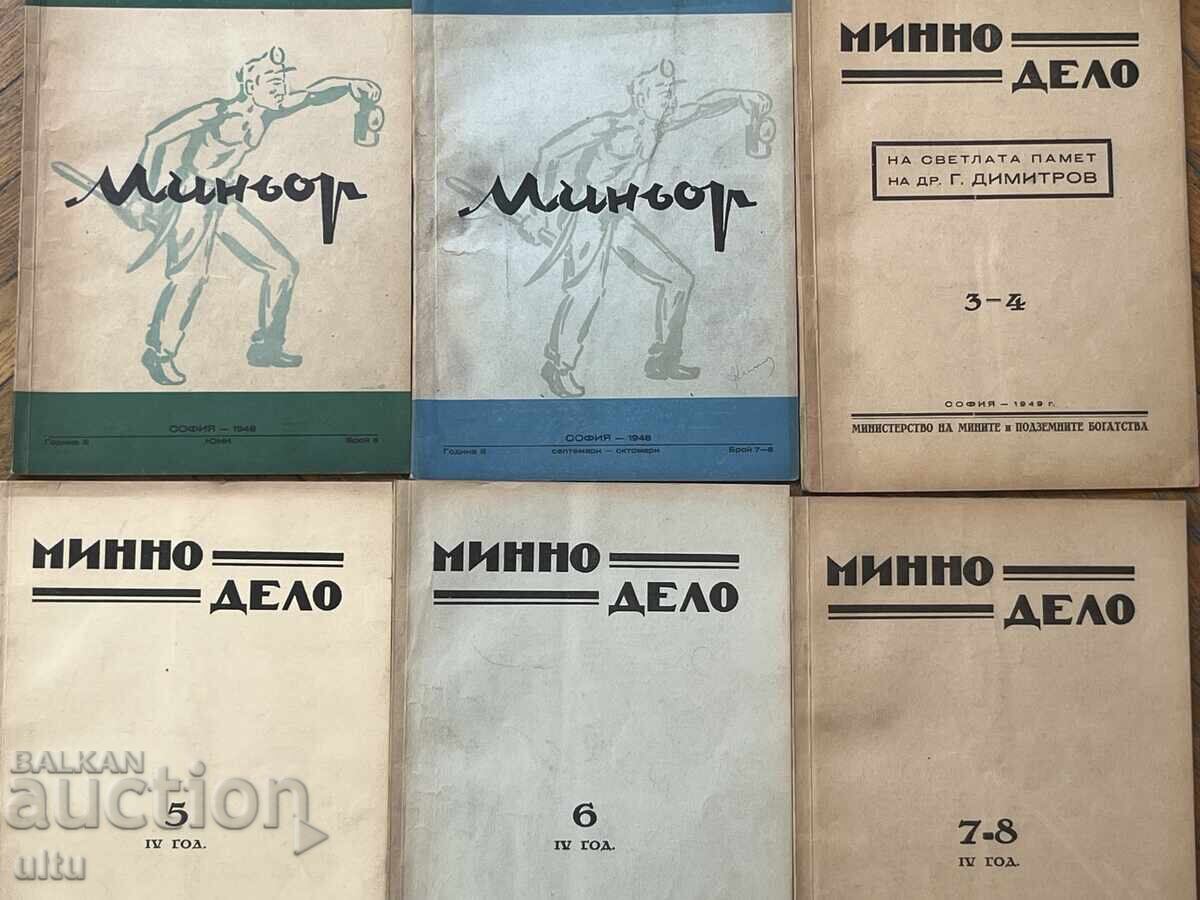 Миньор
СОФИЯ — 1948
ЮНИ
Година II
Миньор
СОФИЯ — 1948
Година II
септември — октомври
Брой 7—8
МИННО
ДЕЛО
НА СВЕТЛАТА ПАМЕТ
НА ДР. Г. ДИМИТРОВ
3-4
СОФИЯ — 1949 г.
МИНИСТЕРСТВО НА МИНИТЕ и ПОДЗЕМНИТЕ БОГАТСТВА
МИННО
ДЕЛО
5
IV ГОД.
МИННО
ДЕЛО
6
IV ГОД.
МИННО
ДЕЛО
7-8
IV ГОД.
BALKAN
auction
ultu